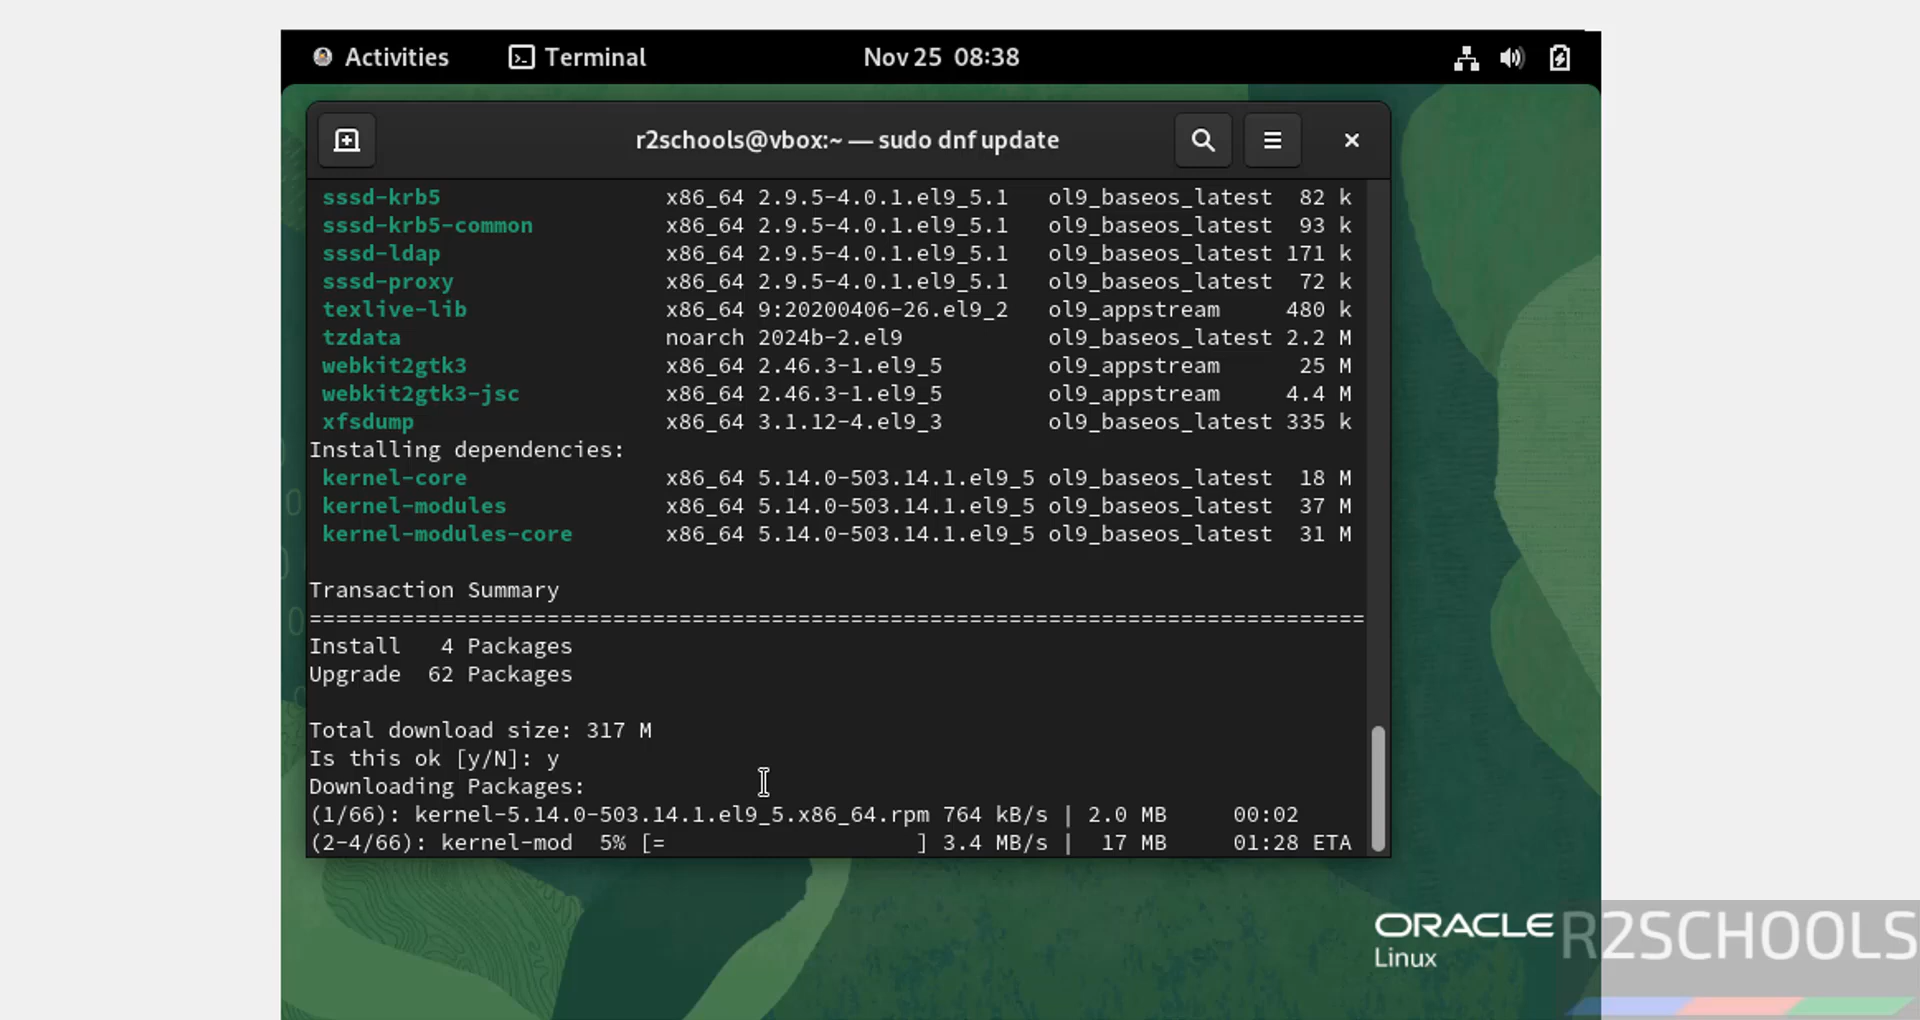 Activities Terminal Nov 25 08:38
r2schools@vbox:~ — sudo dnf update
sssd-krb5 x86_64 2.9.5-4.0.1.el9_5.1 ol9_baseos_latest 82 k
sssd-krb5-common x86_64 2.9.5-4.0.1.el9_5.1 ol9_baseos_latest 93 k
sssd-ldap x86_64 2.9.5-4.0.1.el9_5.1 ol9_baseos_latest 171 k
sssd-proxy x86_64 2.9.5-4.0.1.el9_5.1 ol9_baseos_latest 72 k
texlive-lib x86_64 9:20200406-26.el9_2 ol9_appstream 480 k
tzdata noarch 2024b-2.el9 ol9_baseos_latest 2.2 M
webkit2gtk3 x86_64 2.46.3-1.el9_5 ol9_appstream 25 M
webkit2gtk3-jsc x86_64 2.46.3-1.el9_5 ol9_appstream 4.4 M
xfsdump x86_64 3.1.12-4.el9_3 ol9_baseos_latest 335 k
Installing dependencies:
kernel-core x86_64 5.14.0-503.14.1.el9_5 ol9_baseos_latest 18 M
kernel-modules x86_64 5.14.0-503.14.1.el9_5 ol9_baseos_latest 37 M
kernel-modules-core x86_64 5.14.0-503.14.1.el9_5 ol9_baseos_latest 31 M
Transaction Summary
================================================================================
Install 4 Packages
Upgrade 62 Packages
Total download size: 317 M
Is this ok [y/N]: y
Downloading Packages:
(1/66): kernel-5.14.0-503.14.1.el9_5.x86_64.rpm 764 kB/s | 2.0 MB 00:02
(2-4/66): kernel-mod 5% [= ] 3.4 MB/s | 17 MB 01:28 ETA
ORACLE
Linux
R2SCHOOLS